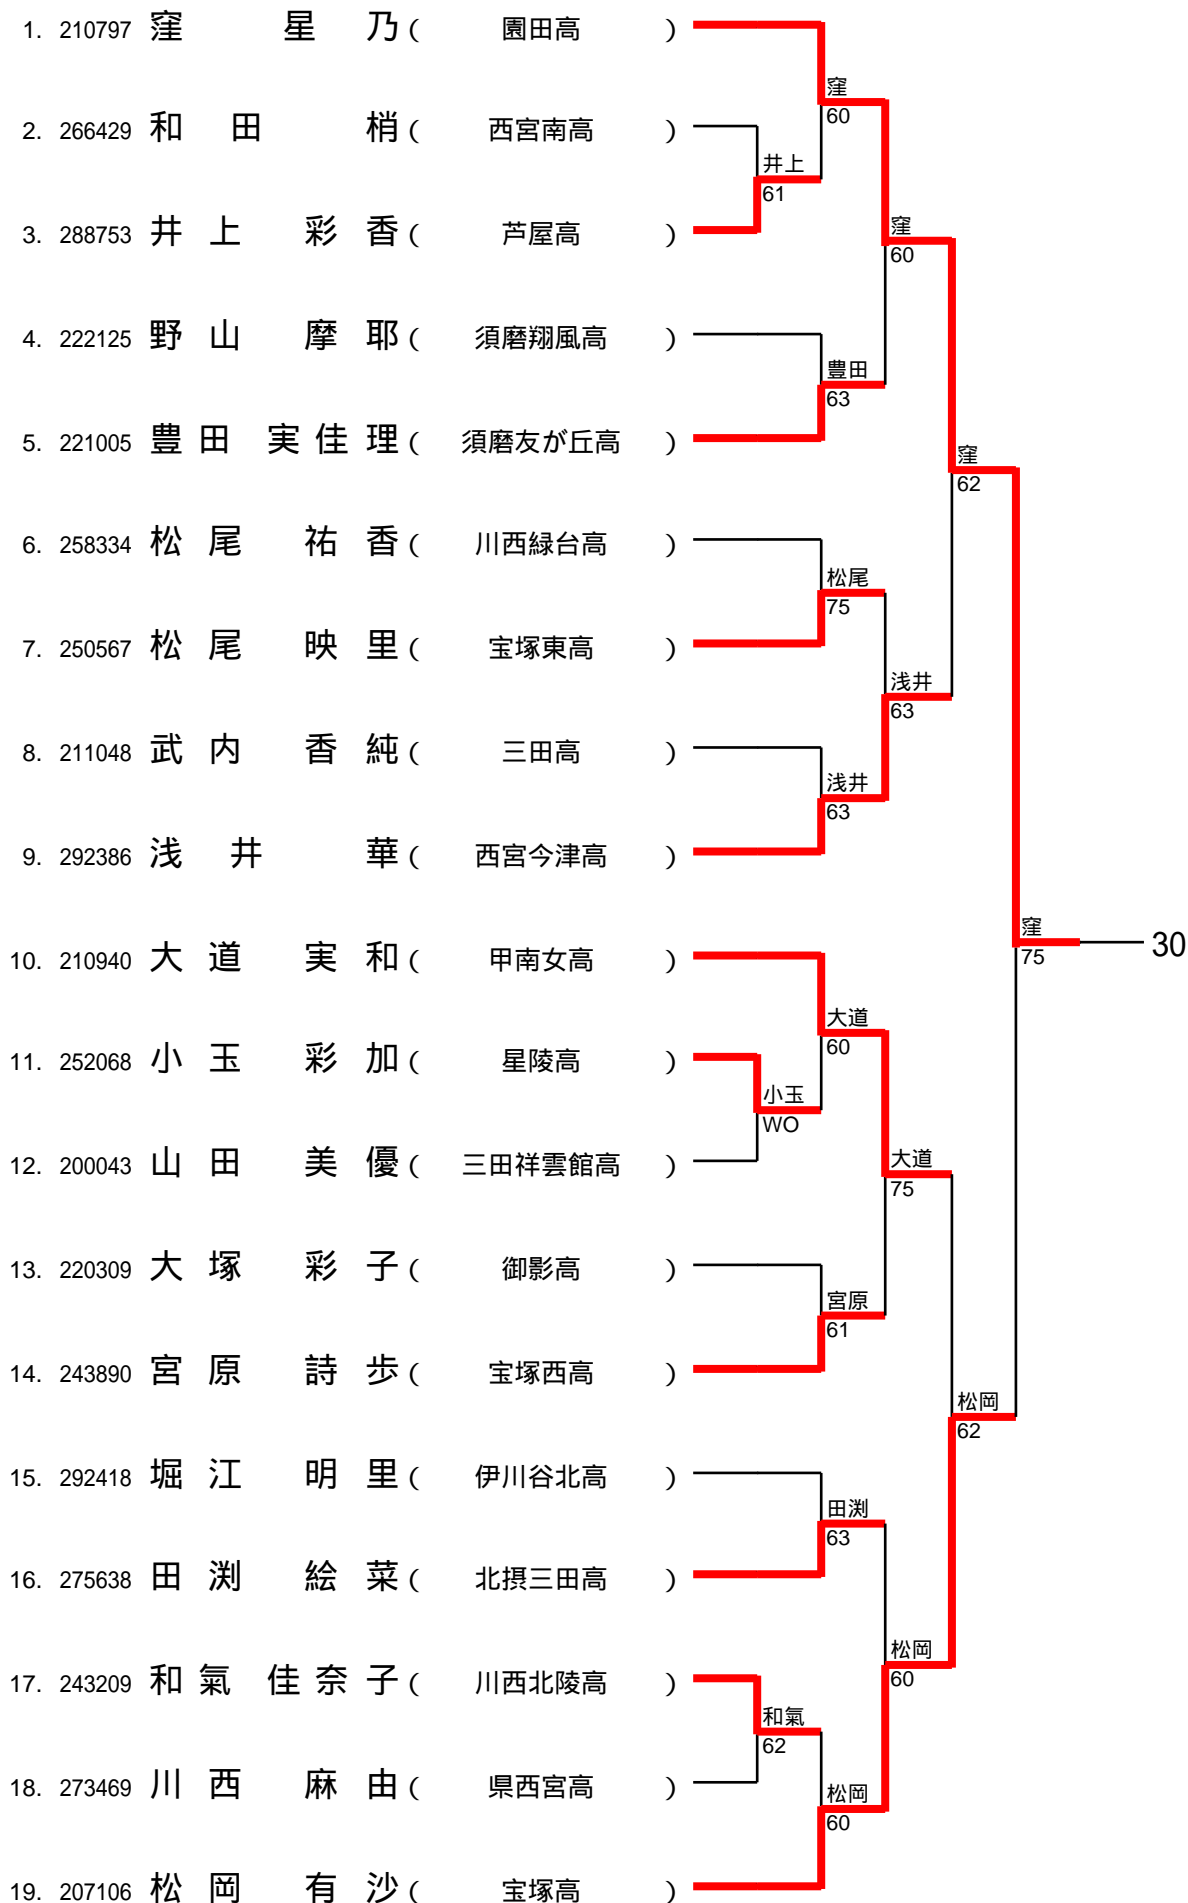 1. 210797 窪 星 乃 ( 園田高 )
窪
60
2. 266429 和 田 梢 ( 西宮南高 )
井上
61
3. 288753 井 上 彩 香 ( 芦屋高 )
窪
60
4. 222125 野 山 摩 耶 ( 須磨翔風高 )
豊田
63
5. 221005 豊 田 実 佳 理 ( 須磨友が丘高 )
窪
62
6. 258334 松 尾 祐 香 ( 川西緑台高 )
松尾
75
7. 250567 松 尾 映 里 ( 宝塚東高 )
浅井
63
8. 211048 武 内 香 純 ( 三田高 )
浅井
63
9. 292386 浅 井 華 ( 西宮今津高 )
窪
75
30
10. 210940 大 道 実 和 ( 甲南女高 )
大道
60
11. 252068 小 玉 彩 加 ( 星陵高 )
小玉
WO
12. 200043 山 田 美 優 ( 三田祥雲館高 )
大道
75
13. 220309 大 塚 彩 子 ( 御影高 )
宮原
61
14. 243890 宮 原 詩 歩 ( 宝塚西高 )
松岡
62
15. 292418 堀 江 明 里 ( 伊川谷北高 )
田渕
63
16. 275638 田 渕 絵 菜 ( 北摂三田高 )
松岡
60
17. 243209 和 氣 佳 奈 子 ( 川西北陵高 )
和氣
62
18. 273469 川 西 麻 由 ( 県西宮高 )
松岡
60
19. 207106 松 岡 有 沙 ( 宝塚高 )